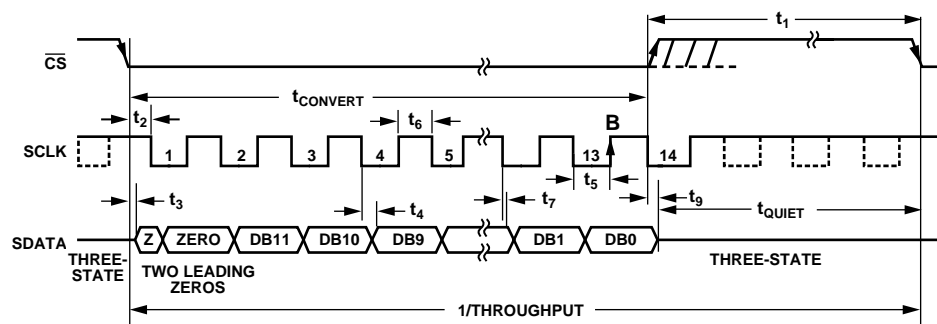 t1
CS
tCONVERT
t2
t6
B
SCLK
1
2
3
4
5
13
14
t5
t9
t3
t4
t7
tQUIET
SDATA
Z
ZERO
DB11
DB10
DB9
DB1
DB0
THREE-
STATE
TWO LEADING
ZEROS
THREE-STATE
1/THROUGHPUT